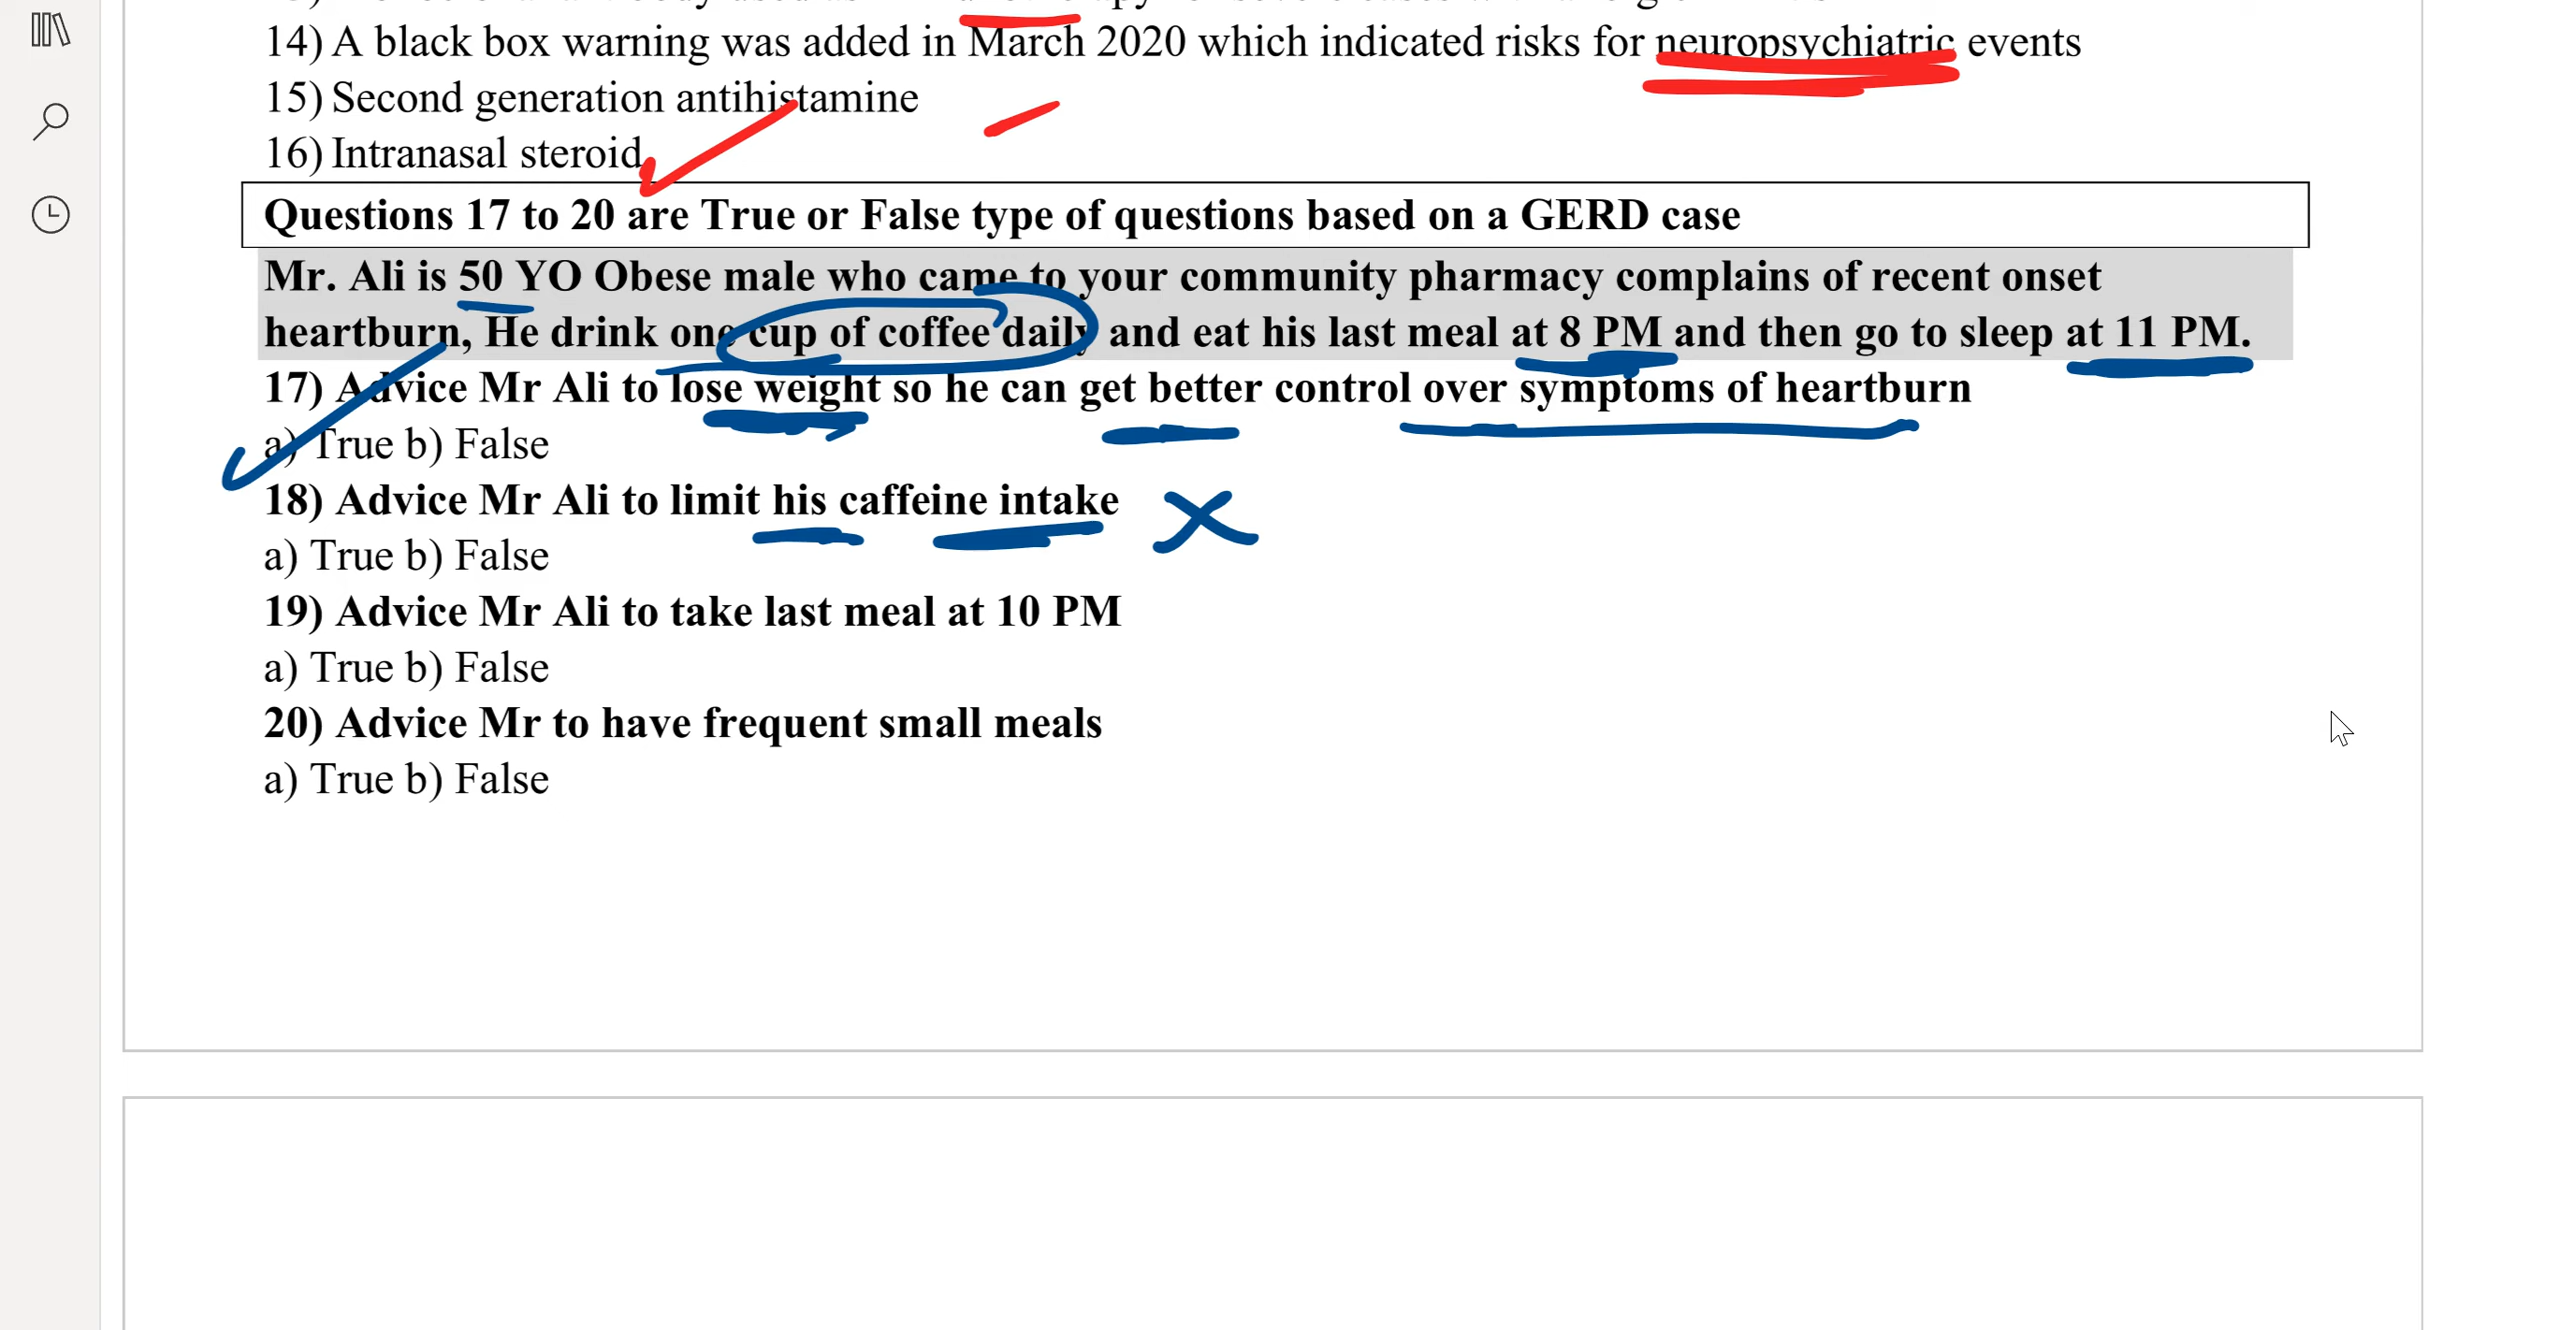 14) A black box warning was added in March 2020 which indicated risks for neuropsychiatric events
15) Second generation antihistamine
16) Intranasal steroid
Questions 17 to 20 are True or False type of questions based on a GERD case
Mr. Ali is 50 YO Obese male who came to your community pharmacy complains of recent onset
heartburn, He drink one cup of coffee daily and eat his last meal at 8 PM and then go to sleep at 11 PM.
17) Advice Mr Ali to lose weight so he can get better control over symptoms of heartburn
a) True b) False
18) Advice Mr Ali to limit his caffeine intake
a) True b) False
19) Advice Mr Ali to take last meal at 10 PM
a) True b) False
20) Advice Mr to have frequent small meals
a) True b) False